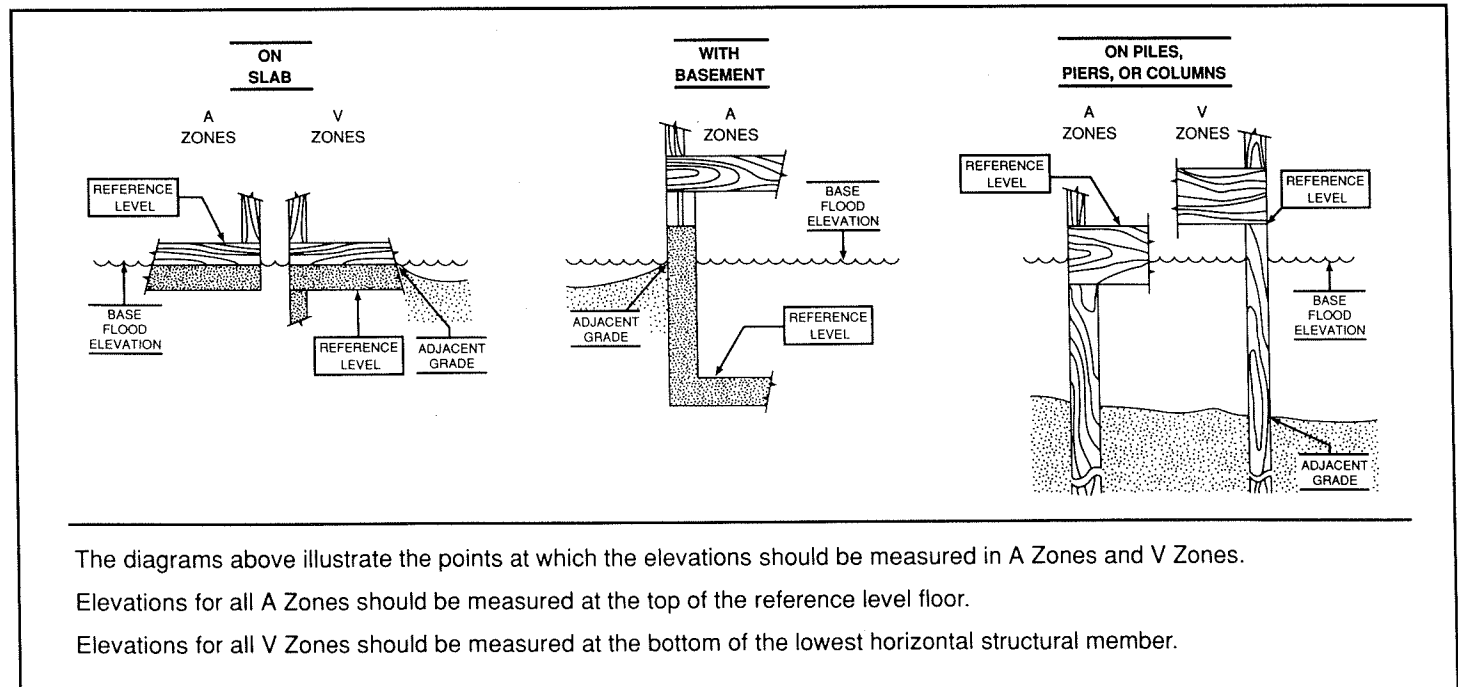 ON
SLAB
A
ZONES
V
ZONES
REFERENCE
LEVEL
BASE
FLOOD
ELEVATION
REFERENCE
LEVEL
ADJACENT
GRADE
WITH
BASEMENT
A
ZONES
BASE
FLOOD
ELEVATION
ADJACENT
GRADE
REFERENCE
LEVEL
ON PILES,
PIERS, OR COLUMNS
A
ZONES
V
ZONES
REFERENCE
LEVEL
REFERENCE
LEVEL
BASE
FLOOD
ELEVATION
ADJACENT
GRADE
The diagrams above illustrate the points at which the elevations should be measured in A Zones and V Zones.
Elevations for all A Zones should be measured at the top of the reference level floor.
Elevations for all V Zones should be measured at the bottom of the lowest horizontal structural member.